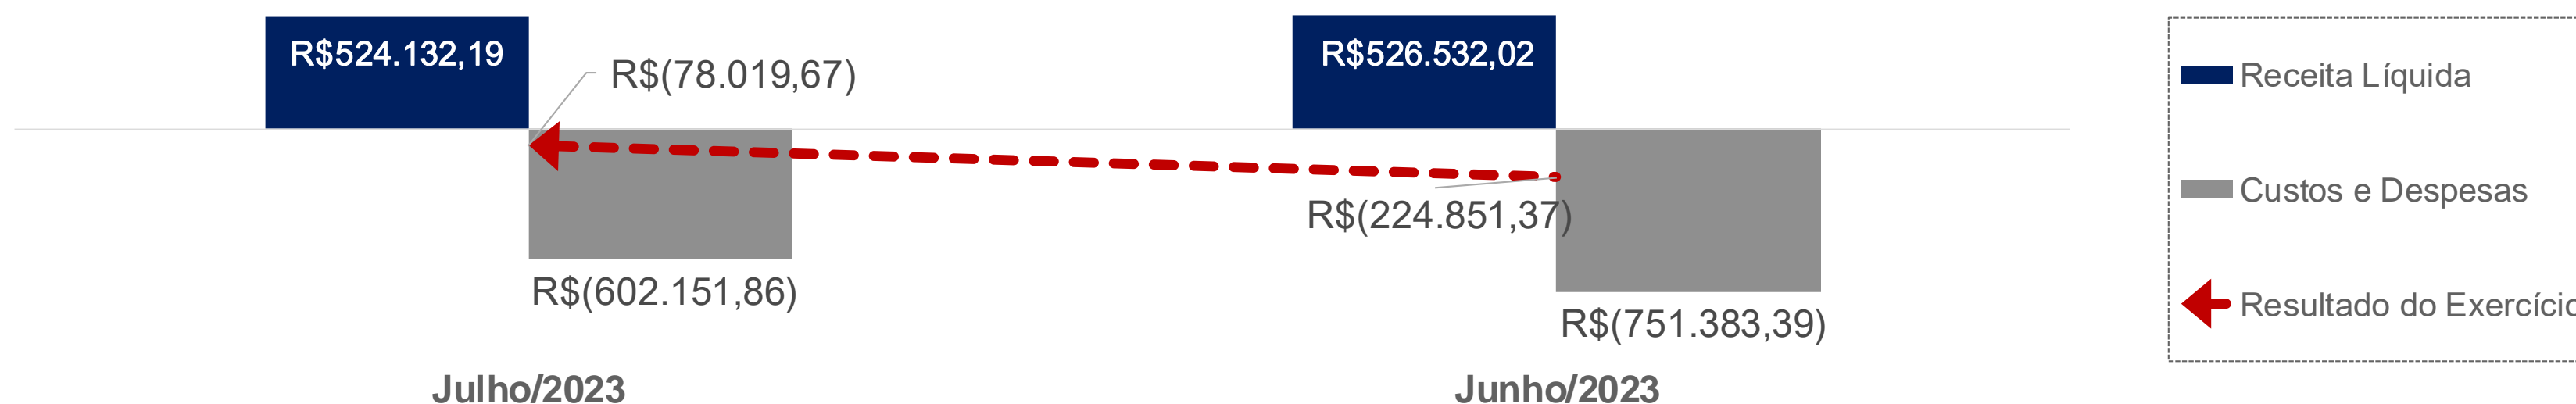 R$524.132,19
R$(78.019,67)
R$(602.151,86)
Julho/2023
R$526.532,02
R$(224.851,37)
R$(751.383,39)
Junho/2023
Receita Líquida
Custos e Despesas
Resultado do Exercício